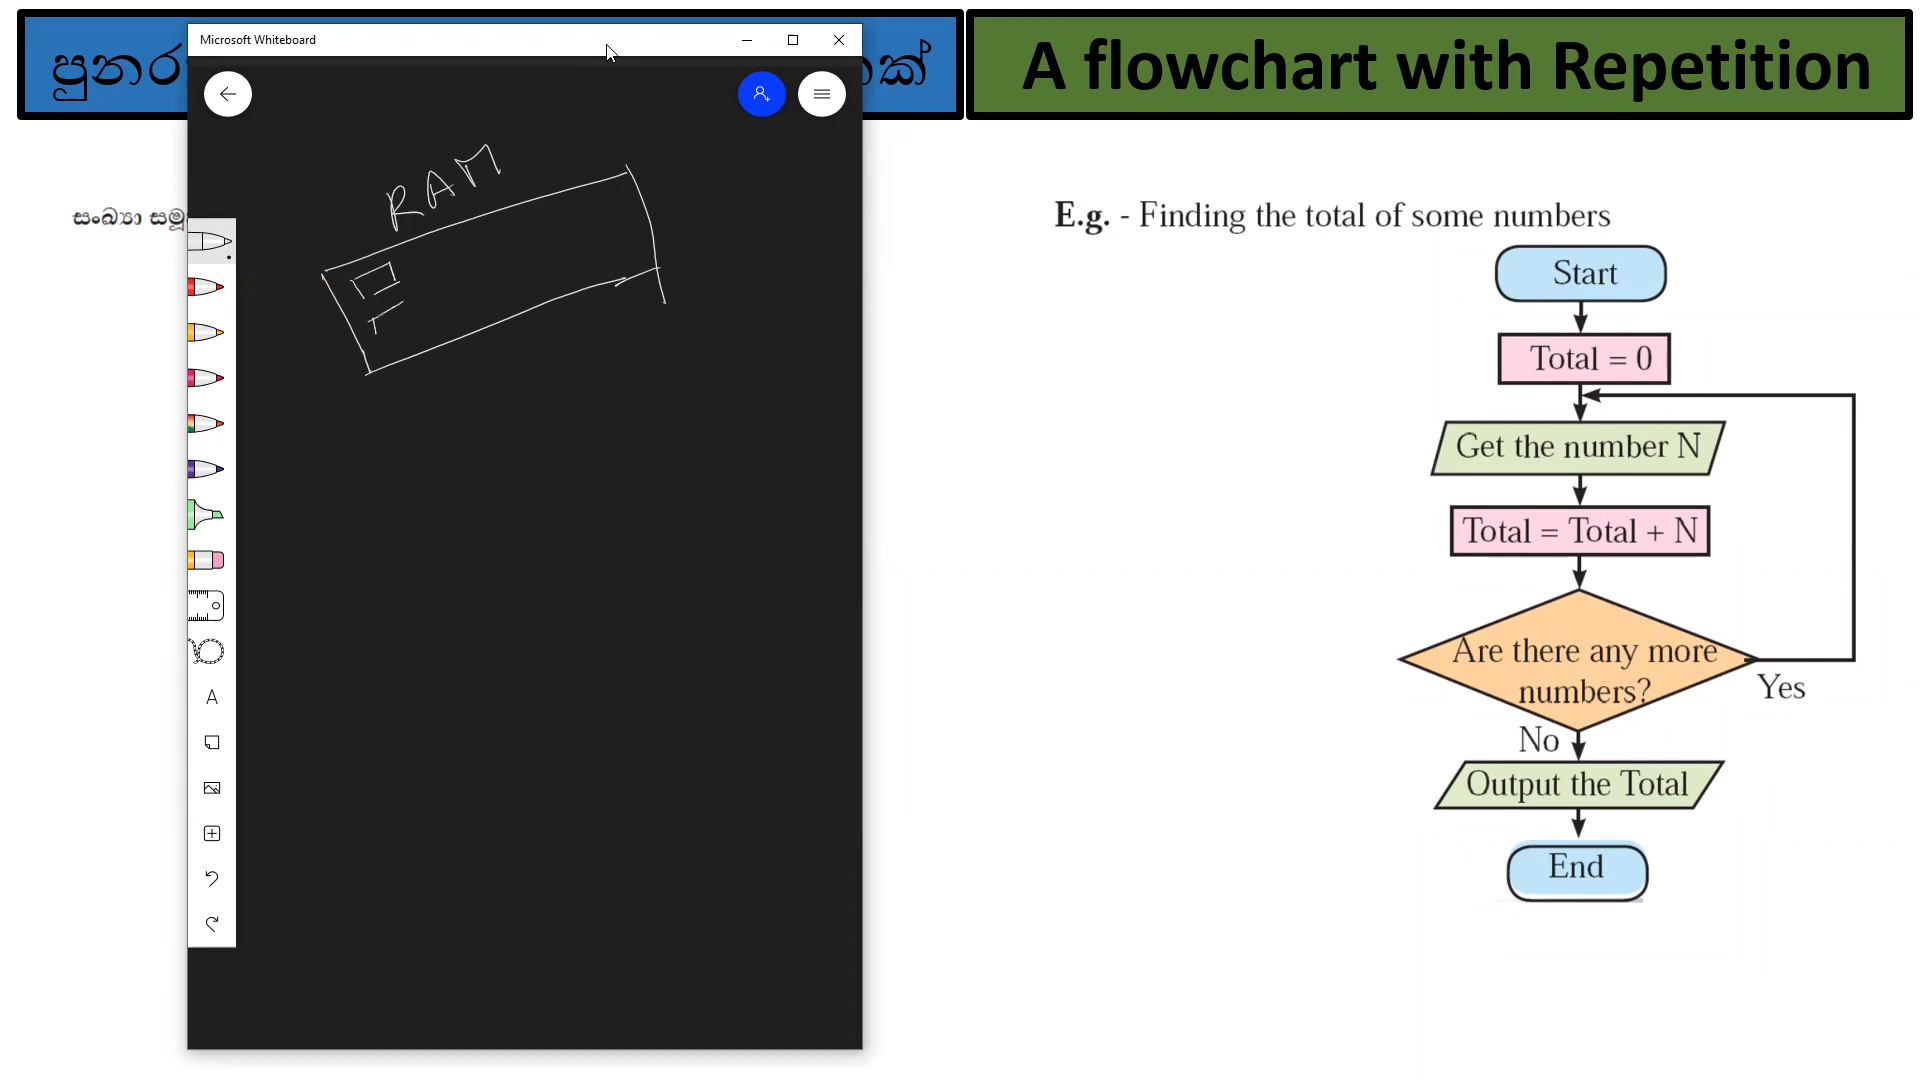 A flowchart with Repetition
Microsoft Whiteboard
RAM
සංඛ්‍යා
E.g. - Finding the total of some numbers
Start
Total = 0
Get the number N
Total = Total + N
Are there any more
numbers?
Yes
No
Output the Total
End
A